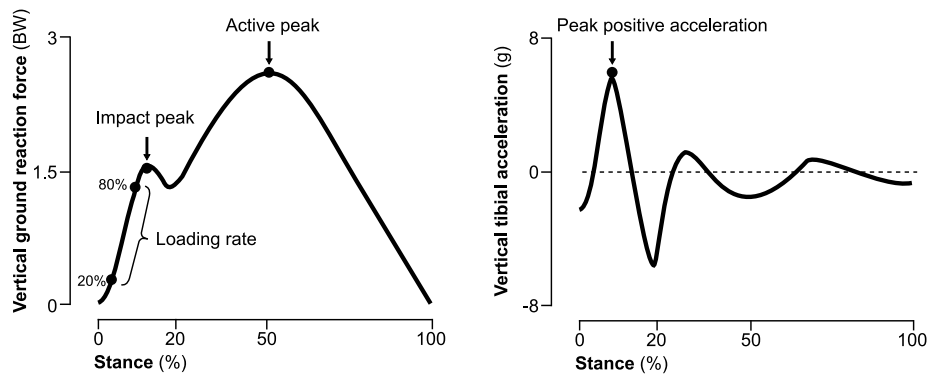 Active peak
Impact peak
80%
20%
Loading rate
Vertical ground reaction force (BW)
3
1.5
0
0 20 50 100
Stance (%)
Peak positive acceleration
Vertical tibial acceleration (g)
8
0
-8
0 20 50 100
Stance (%)